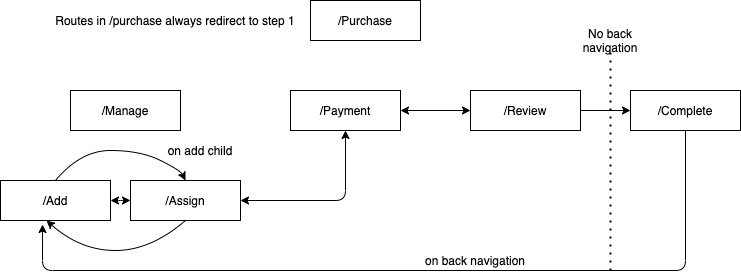 Routes in /purchase always redirect to step 1
/Purchase
No back
navigation
/Manage
/Payment
/Review
/Complete
on add child
/Add
/Assign
on back navigation